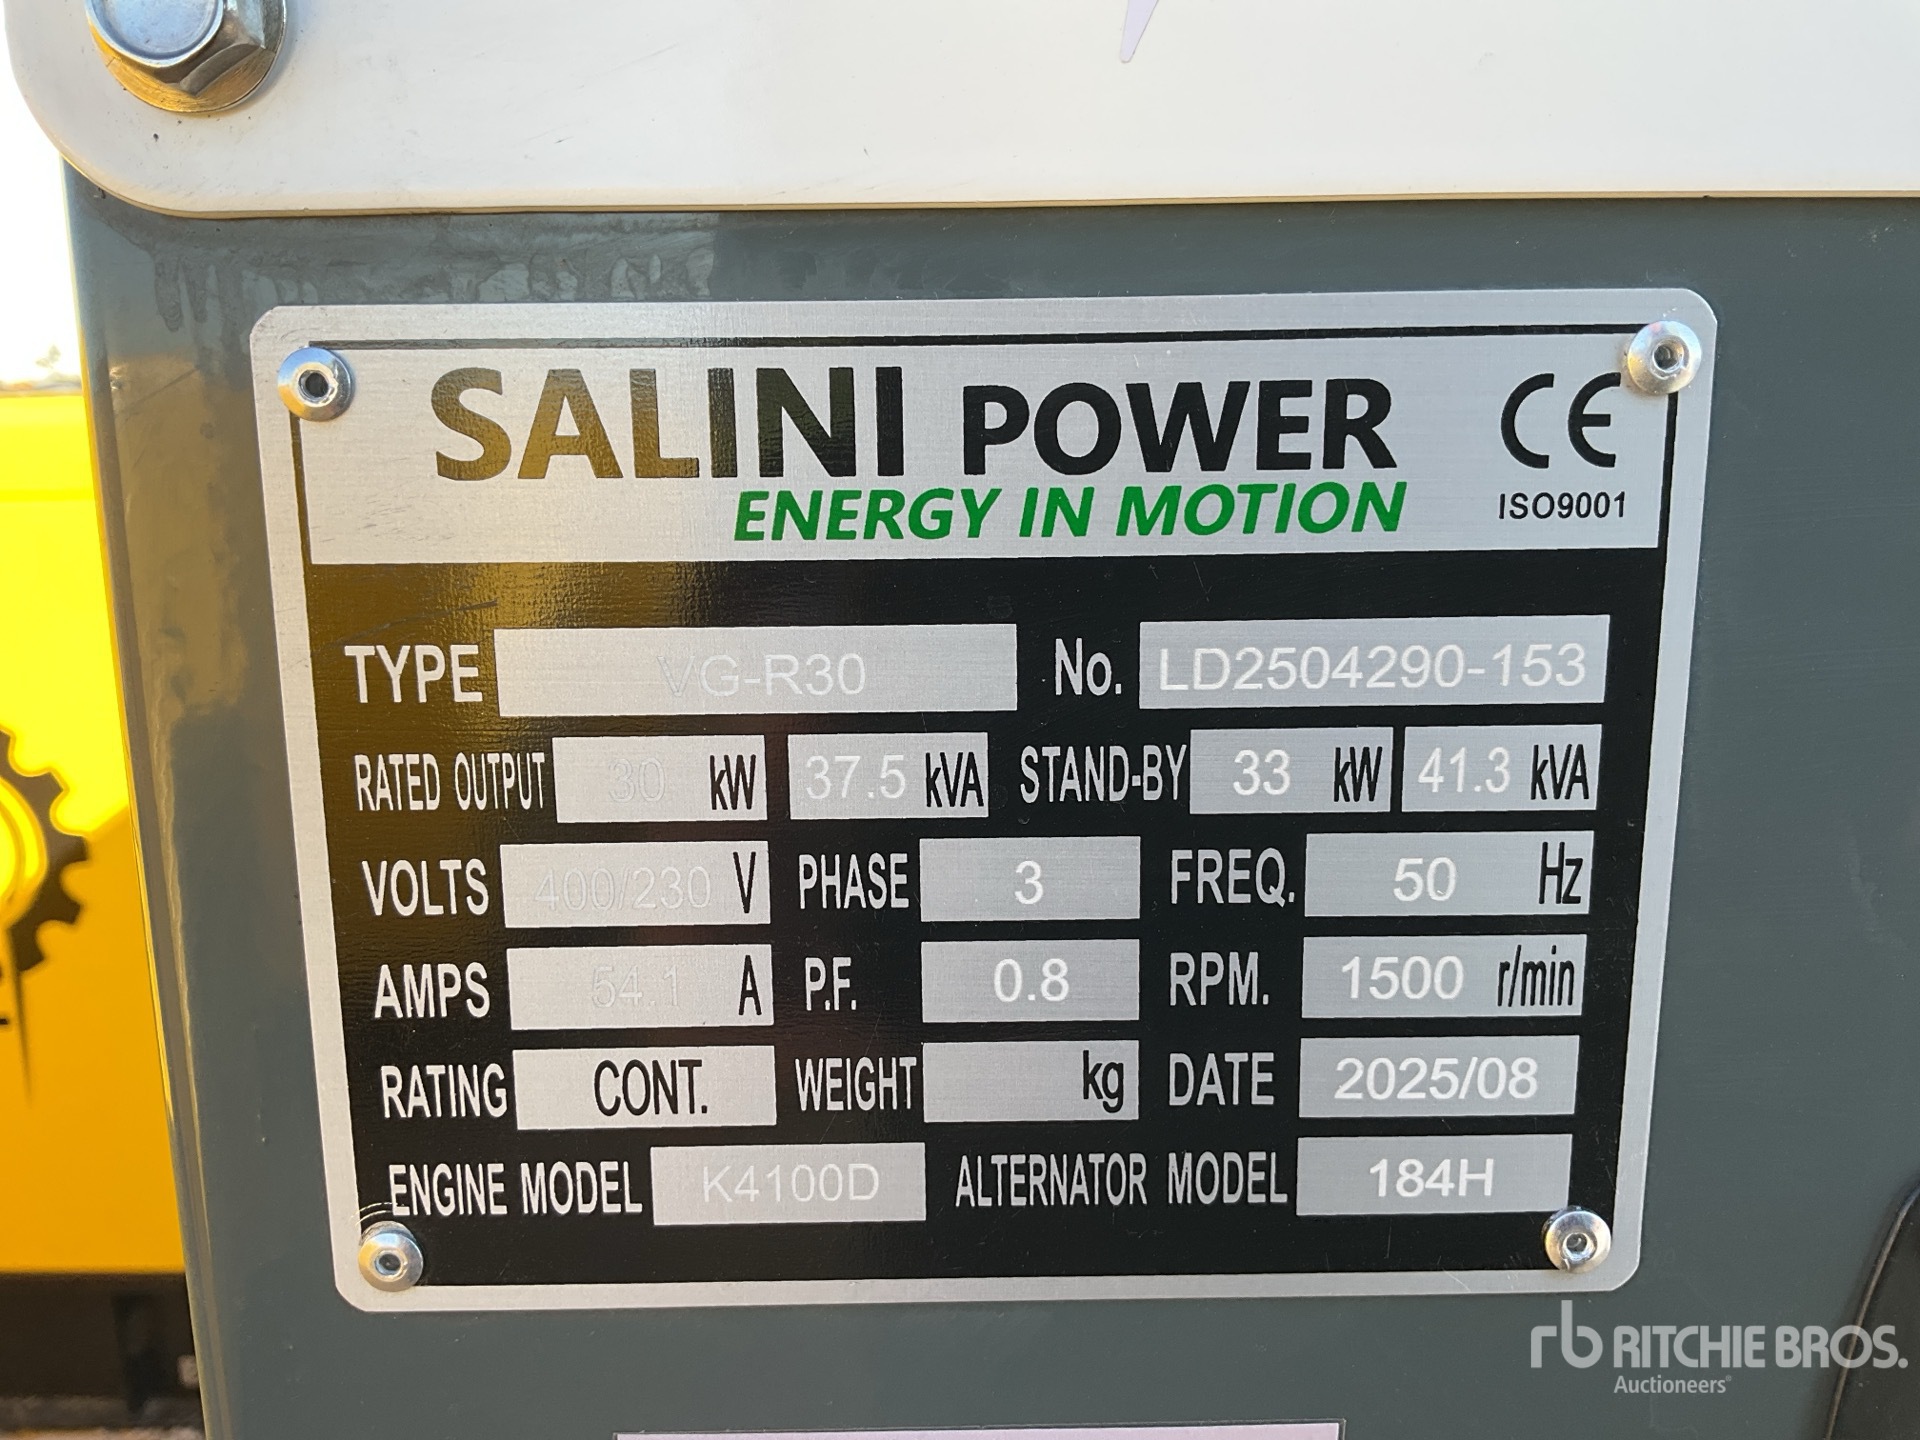 SALINI POWER CE
ENERGY IN MOTION ISO9001
TYPE VG-R30 No. LD2504290-153
RATED OUTPUT 30 kW 37.5 kVA STAND-BY 33 kW 41.3 kVA
VOLTS 400/230 V PHASE 3 FREQ. 50 Hz
AMPS 54.1 A P.F. 0.8 RPM. 1500 r/min
RATING CONT. WEIGHT kg DATE 2025/08
ENGINE MODEL K4100D ALTERNATOR MODEL 184H
rb RITCHIE BROS.
Auctioneers